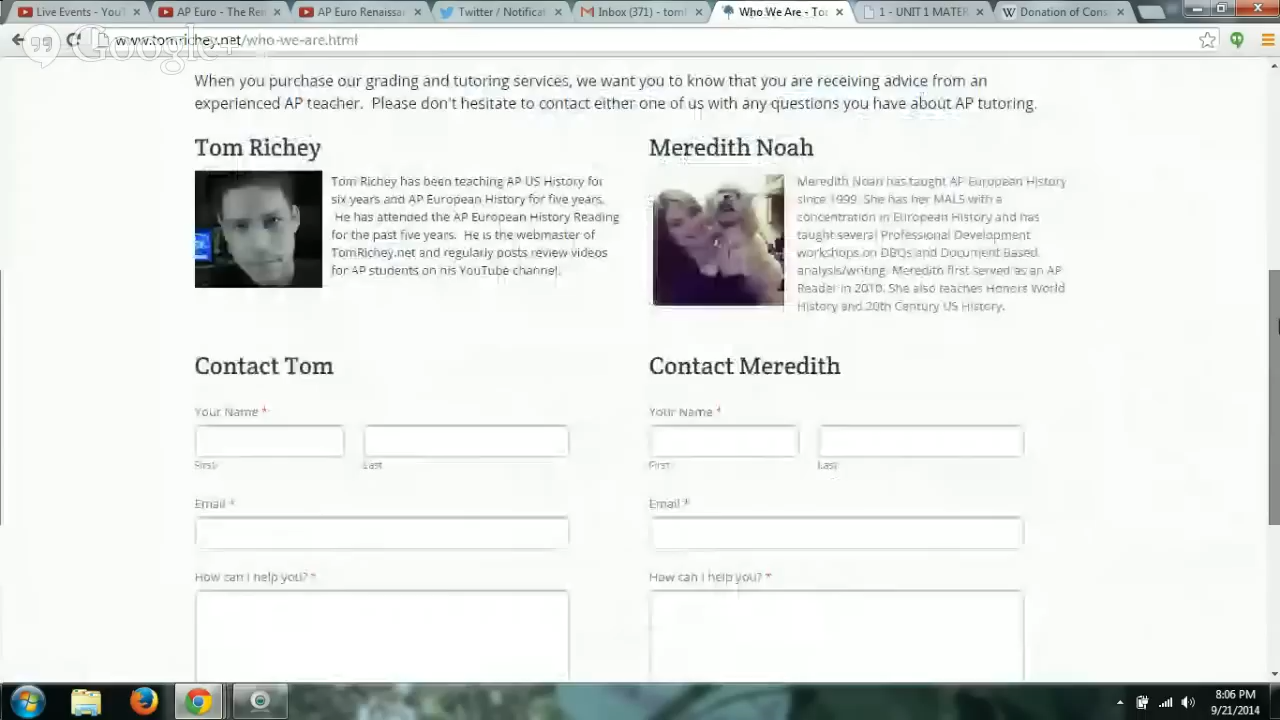 Live Events - You
AP Euro - The Re
AP Euro Renaissa
Twitter / Notificat
Inbox (371) - tom
Who We Are - To
1 - UNIT 1 MATER
Donation of Cons
Google+
www.tomrichey.net/who-we-are.html
When you purchase our grading and tutoring services, we want you to know that you are receiving advice from an
experienced AP teacher. Please don't hesitate to contact either one of us with any questions you have about AP tutoring.
Tom Richey
Tom Richey has been teaching AP US History for
six years and AP European History for five years.
He has attended the AP European History Reading
for the past five years. He is the webmaster of
TomRichey.net and regularly posts review videos
for AP students on his YouTube channel.
Meredith Noah
Meredith Noah has taught AP European History
since 1999. She has her MALS with a
concentration in European History and has
taught several Professional Development
workshops on DBQs and Document Based
analysis/writing. Meredith first served as an AP
Reader in 2010. She also teaches Honors World
History and 20th Century US History.
Contact Tom
Your Name *
First
Last
Email *
How can I help you? *
Contact Meredith
Your Name *
First
Last
Email *
How can I help you? *
8:06 PM
9/21/2014